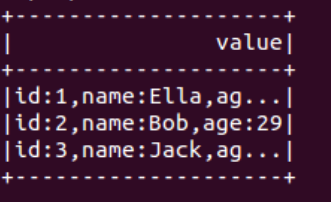 +--------------------+
|               value|
+--------------------+
|id:1,name:Ella,ag...|
|id:2,name:Bob,age:29|
|id:3,name:Jack,ag...|
+--------------------+